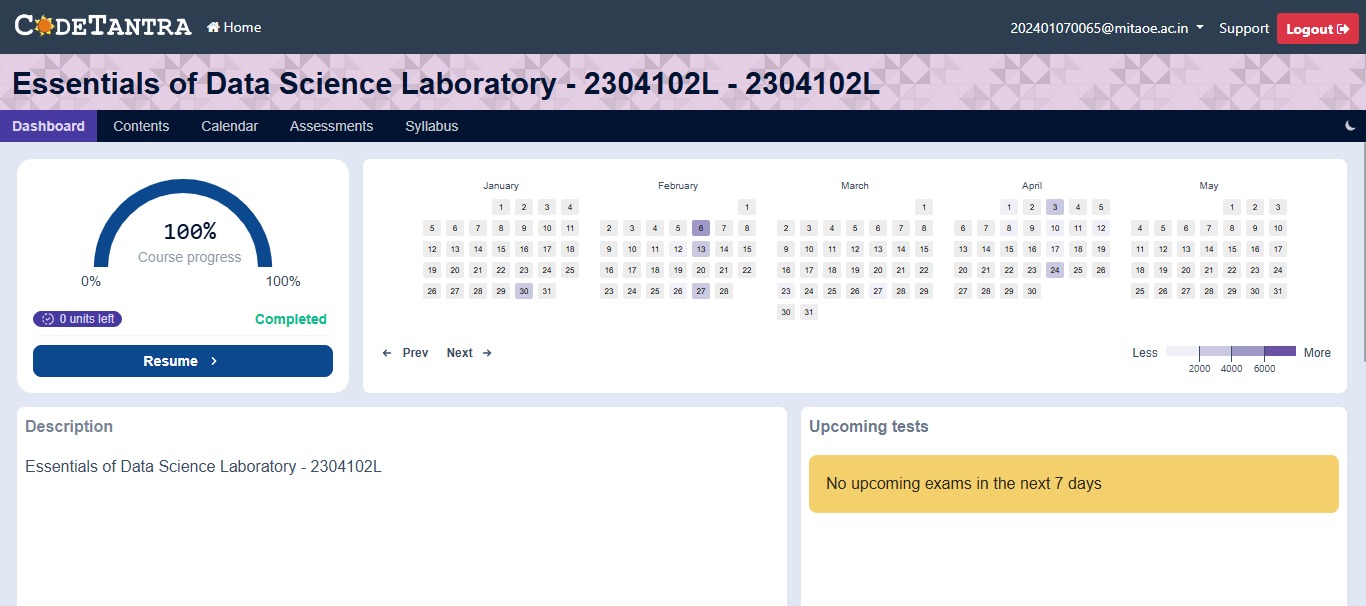 CODETANTRA Home 202401070065@mitaoe.ac.in Support Logout
Essentials of Data Science Laboratory - 2304102L - 2304102L
Dashboard Contents Calendar Assessments Syllabus
100%
Course progress
0% 100%
0 units left Completed
Resume
January
1 2 3 4
5 6 7 8 9 10 11
12 13 14 15 16 17 18
19 20 21 22 23 24 25
26 27 28 29 30 31
February
1
2 3 4 5 6 7 8
9 10 11 12 13 14 15
16 17 18 19 20 21 22
23 24 25 26 27 28
March
1
2 3 4 5 6 7 8
9 10 11 12 13 14 15
16 17 18 19 20 21 22
23 24 25 26 27 28 29
30 31
April
1 2 3 4 5
6 7 8 9 10 11 12
13 14 15 16 17 18 19
20 21 22 23 24 25 26
27 28 29 30
May
1 2 3
4 5 6 7 8 9 10
11 12 13 14 15 16 17
18 19 20 21 22 23 24
25 26 27 28 29 30 31
Prev Next
Less More
2000 4000 6000
Description
Essentials of Data Science Laboratory - 2304102L
Upcoming tests
No upcoming exams in the next 7 days